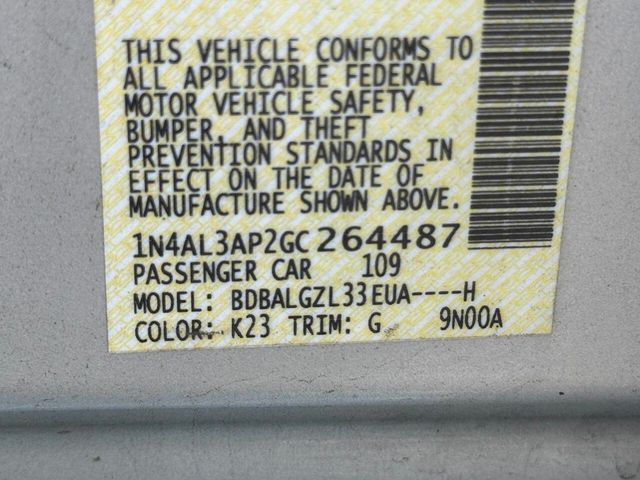 THIS VEHICLE CONFORMS TO
ALL APPLICABLE FEDERAL
MOTOR VEHICLE SAFETY,
BUMPER, AND THEFT
PREVENTION STANDARDS IN
EFFECT ON THE DATE OF
MANUFACTURE SHOWN ABOVE.
1N4AL3AP2GC264487
PASSENGER CAR 109
MODEL: BDBALGZL33EUA----H
COLOR: K23 TRIM: G 9N00A